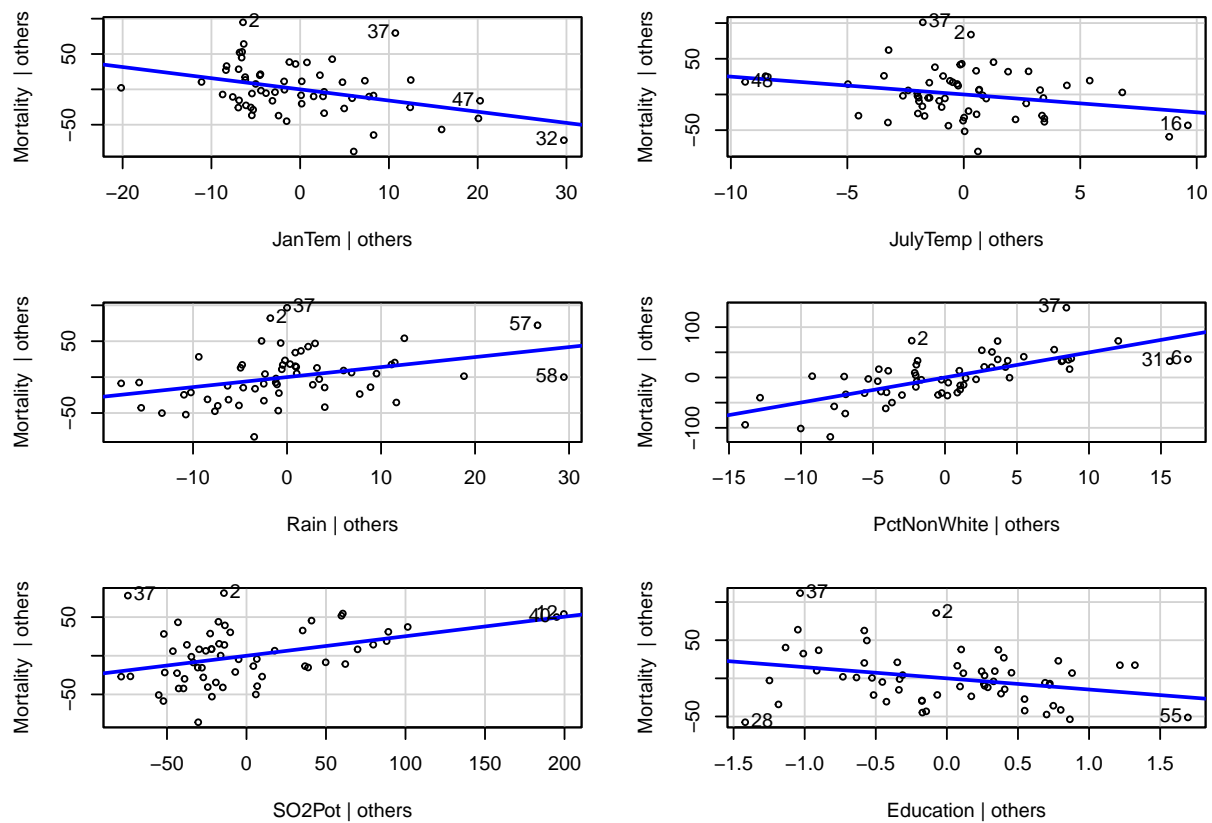 Mortality | others
50
−50
2
37
47
32
−20 −10 0 10 20 30
JanTem | others
Mortality | others
50
−50
37
2
48
16
−10 −5 0 5 10
JulyTemp | others
Mortality | others
50
−50
37
2
57
58
−10 0 10 20 30
Rain | others
Mortality | others
100
0
−100
37
2
31
6
−15 −10 −5 0 5 10 15
PctNonWhite | others
Mortality | others
50
−50
37
2
40
12
−50 0 50 100 150 200
SO2Pot | others
Mortality | others
50
−50
37
2
28
55
−1.5 −1.0 −0.5 0.0 0.5 1.0 1.5
Education | others